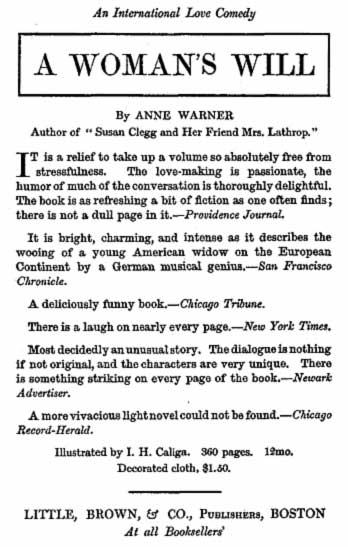 An International Love Comedy
A WOMAN'S WILL
By ANNE WARNER
Author of "Susan Clegg and Her Friend Mrs. Lathrop."
IT is a relief to take up a volume so absolutely free from
stressfulness. The love-making is passionate, the
humor of much of the conversation is thoroughly delightful.
The book is as refreshing a bit of fiction as one often finds;
there is not a dull page in it.—Providence Journal.
It is bright, charming, and intense as it describes the
wooing of a young American widow on the European
Continent by a German musical genius.—San Francisco
Chronicle.
A deliciously funny book.—Chicago Tribune.
There is a laugh on nearly every page.—New York Times.
Most decidedly an unusual story. The dialogue is nothing
if not original, and the characters are very unique. There
is something striking on every page of the book.—Newark
Advertiser.
A more vivacious light novel could not be found.—Chicago
Record-Herald.
Illustrated by I. H. Caliga. 360 pages. 12mo.
Decorated cloth, $1.50.
LITTLE, BROWN, & CO., Publishers, BOSTON
At all Booksellers'